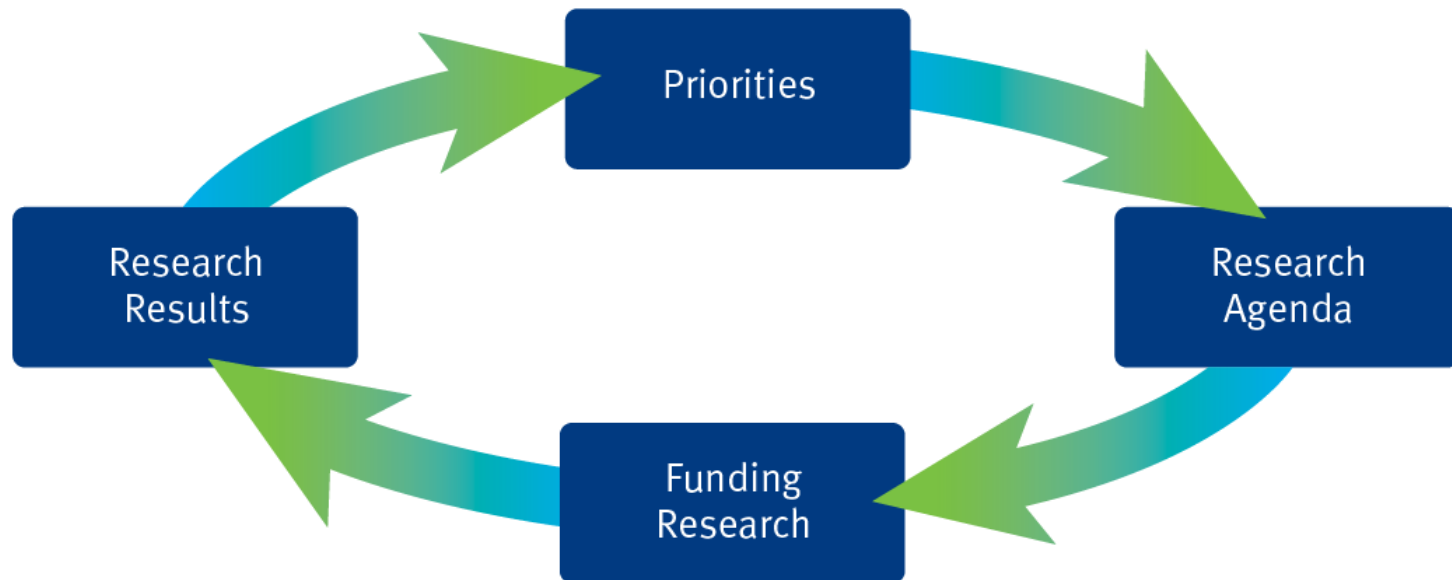 Priorities
Research
Agenda
Funding
Research
Research
Results